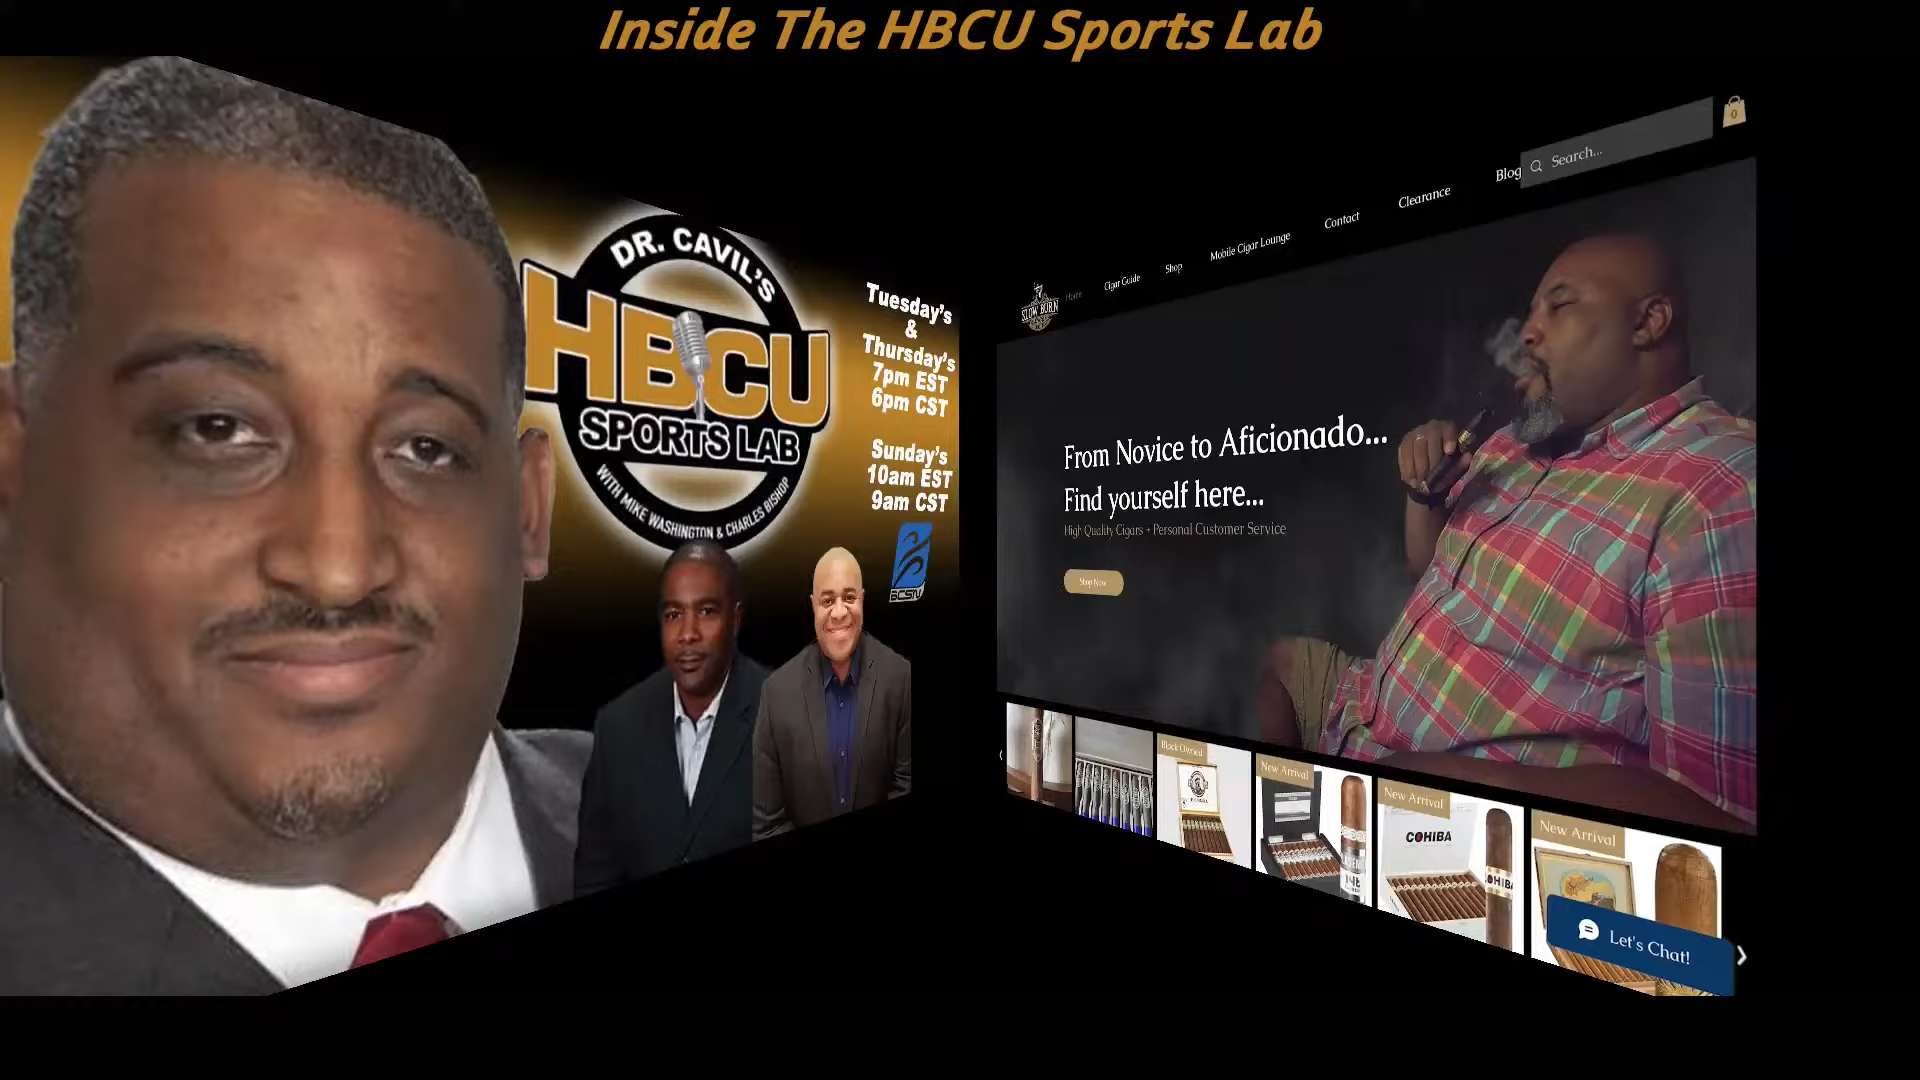 Inside The HBCU Sports Lab
DR. CAVIL'S
HBCU
SPORTS LAB
WITH MIKE WASHINGTON & CHARLES BISHOP
Tuesday's
&
Thursday's
7pm EST
6pm CST
Sunday's
10am EST
9am CST
BCSN
0
Search...
Home
Cigar Guide
Shop
Mobile Cigar Lounge
Contact
Clearance
Blog
SLOW BURN
From Novice to Aficionado...
Find yourself here...
High Quality Cigars + Personal Customer Service
Shop Now
Black Owned
New Arrival
New Arrival
COHIBA
New Arrival
Let's Chat!